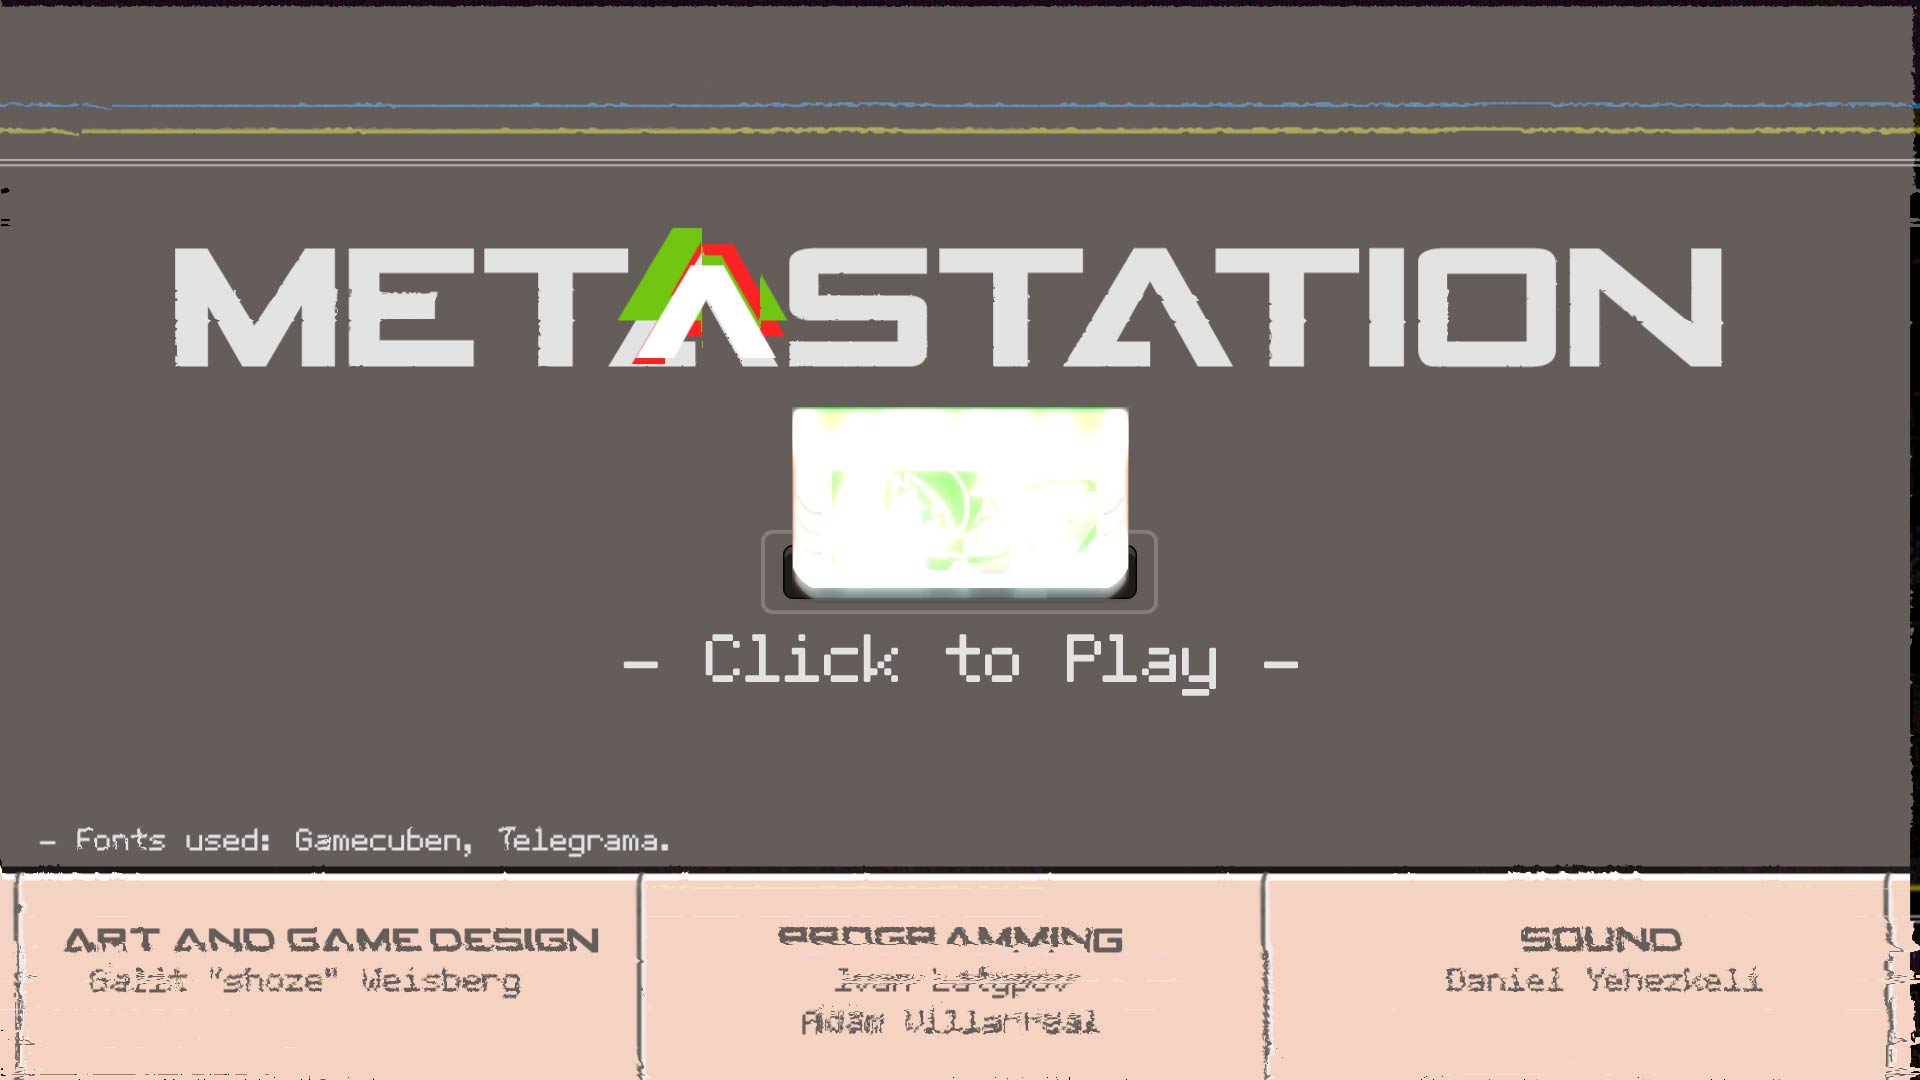 METASTATION
- Click to Play -
- Fonts used: Gamecuben, Telegrama.
ART AND GAME DESIGN
Galit "shoze" Weisberg
PROGRAMMING
Ivan Latypov
Adam Villarreal
SOUND
Daniel Yehezkeli